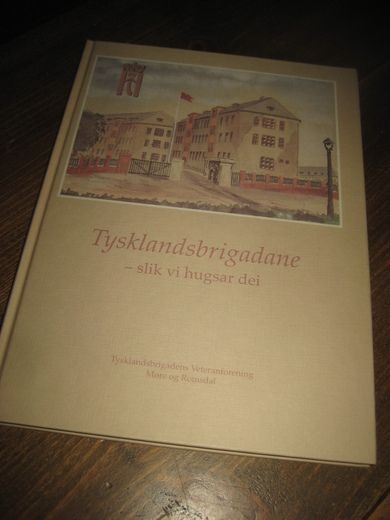 Tysklandsbrigadane
– slik vi hugsar dei
Tysklandsbrigadens Veteranforening
Møre og Romsdal